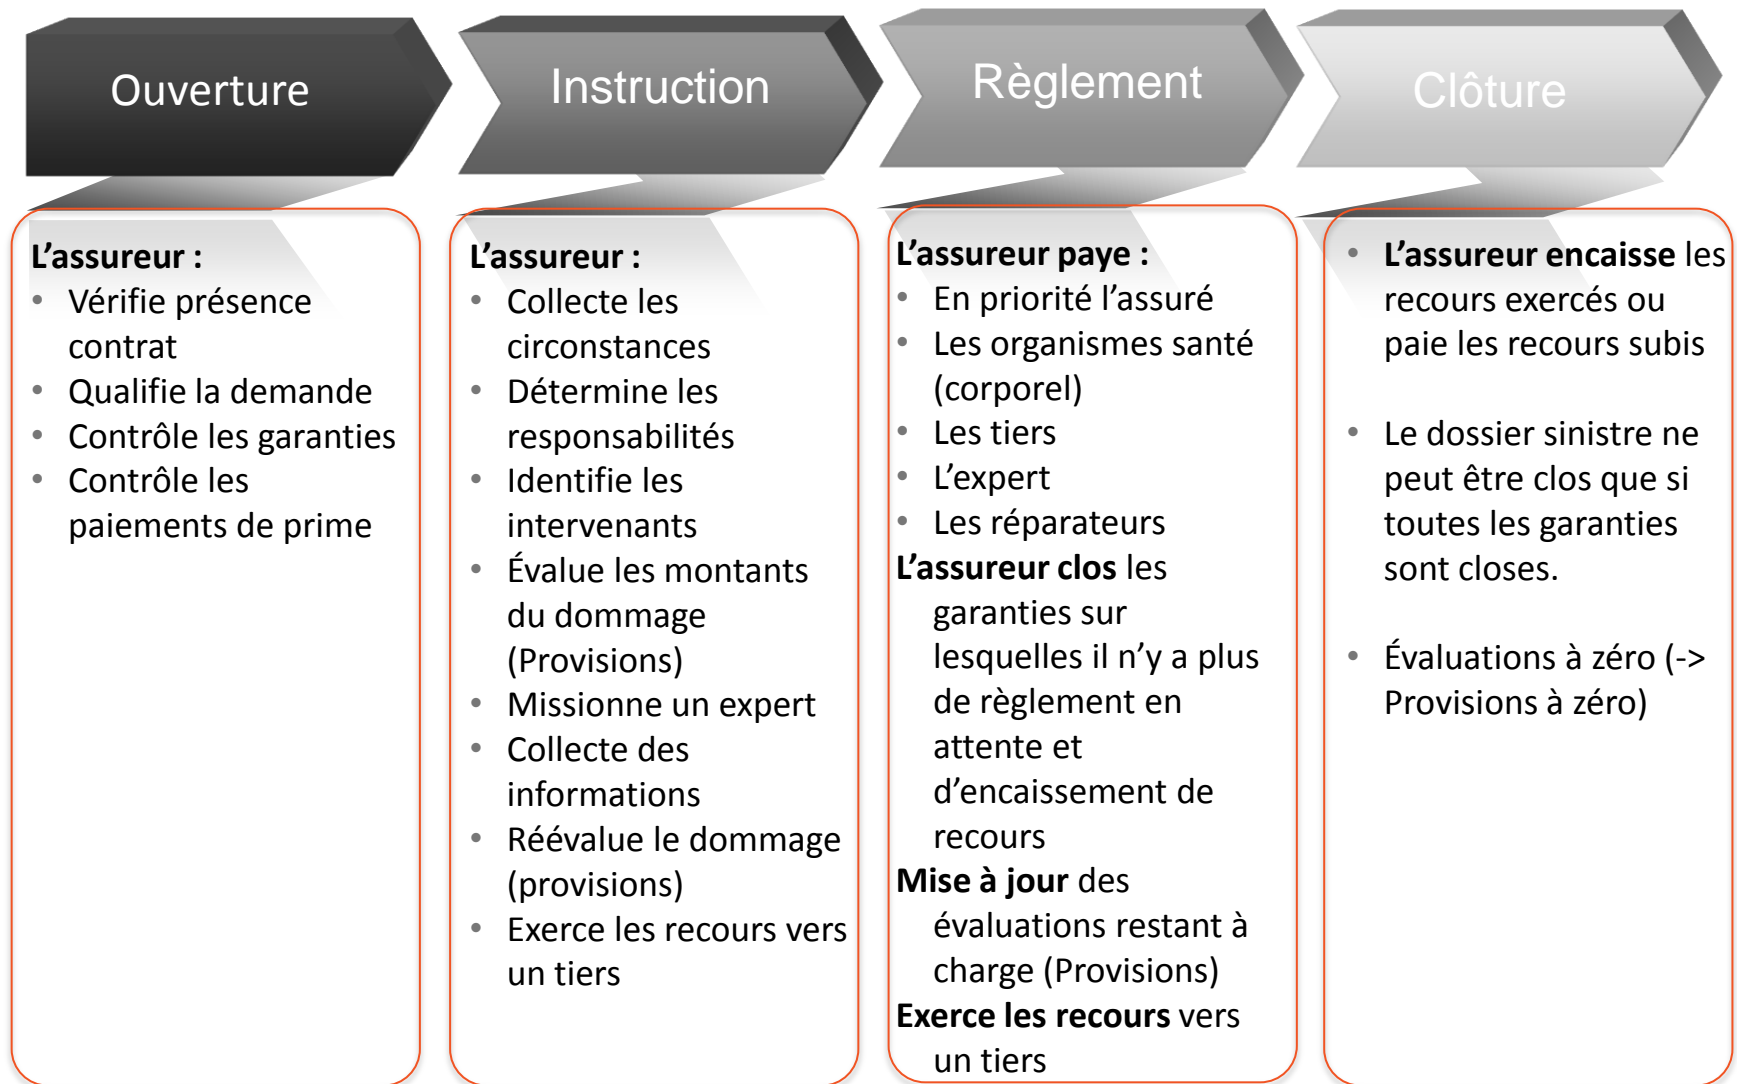 Ouverture
Instruction
Règlement
Clôture
L’assureur :
• Vérifie présence
contrat
• Qualifie la demande
• Contrôle les garanties
• Contrôle les
paiements de prime
L’assureur :
• Collecte les
circonstances
• Détermine les
responsabilités
• Identifie les
intervenants
• Évalue les montants
du dommage
(Provisions)
• Missionne un expert
• Collecte des
informations
• Réévalue le dommage
(provisions)
• Exerce les recours vers
un tiers
L’assureur paye :
• En priorité l’assuré
• Les organismes santé
(corporel)
• Les tiers
• L’expert
• Les réparateurs
L’assureur clos les
garanties sur
lesquelles il n’y a plus
de règlement en
attente et
d’encaissement de
recours
Mise à jour des
évaluations restant à
charge (Provisions)
Exerce les recours vers
un tiers
• L’assureur encaisse les
recours exercés ou
paie les recours subis
• Le dossier sinistre ne
peut être clos que si
toutes les garanties
sont closes.
• Évaluations à zéro (->
Provisions à zéro)